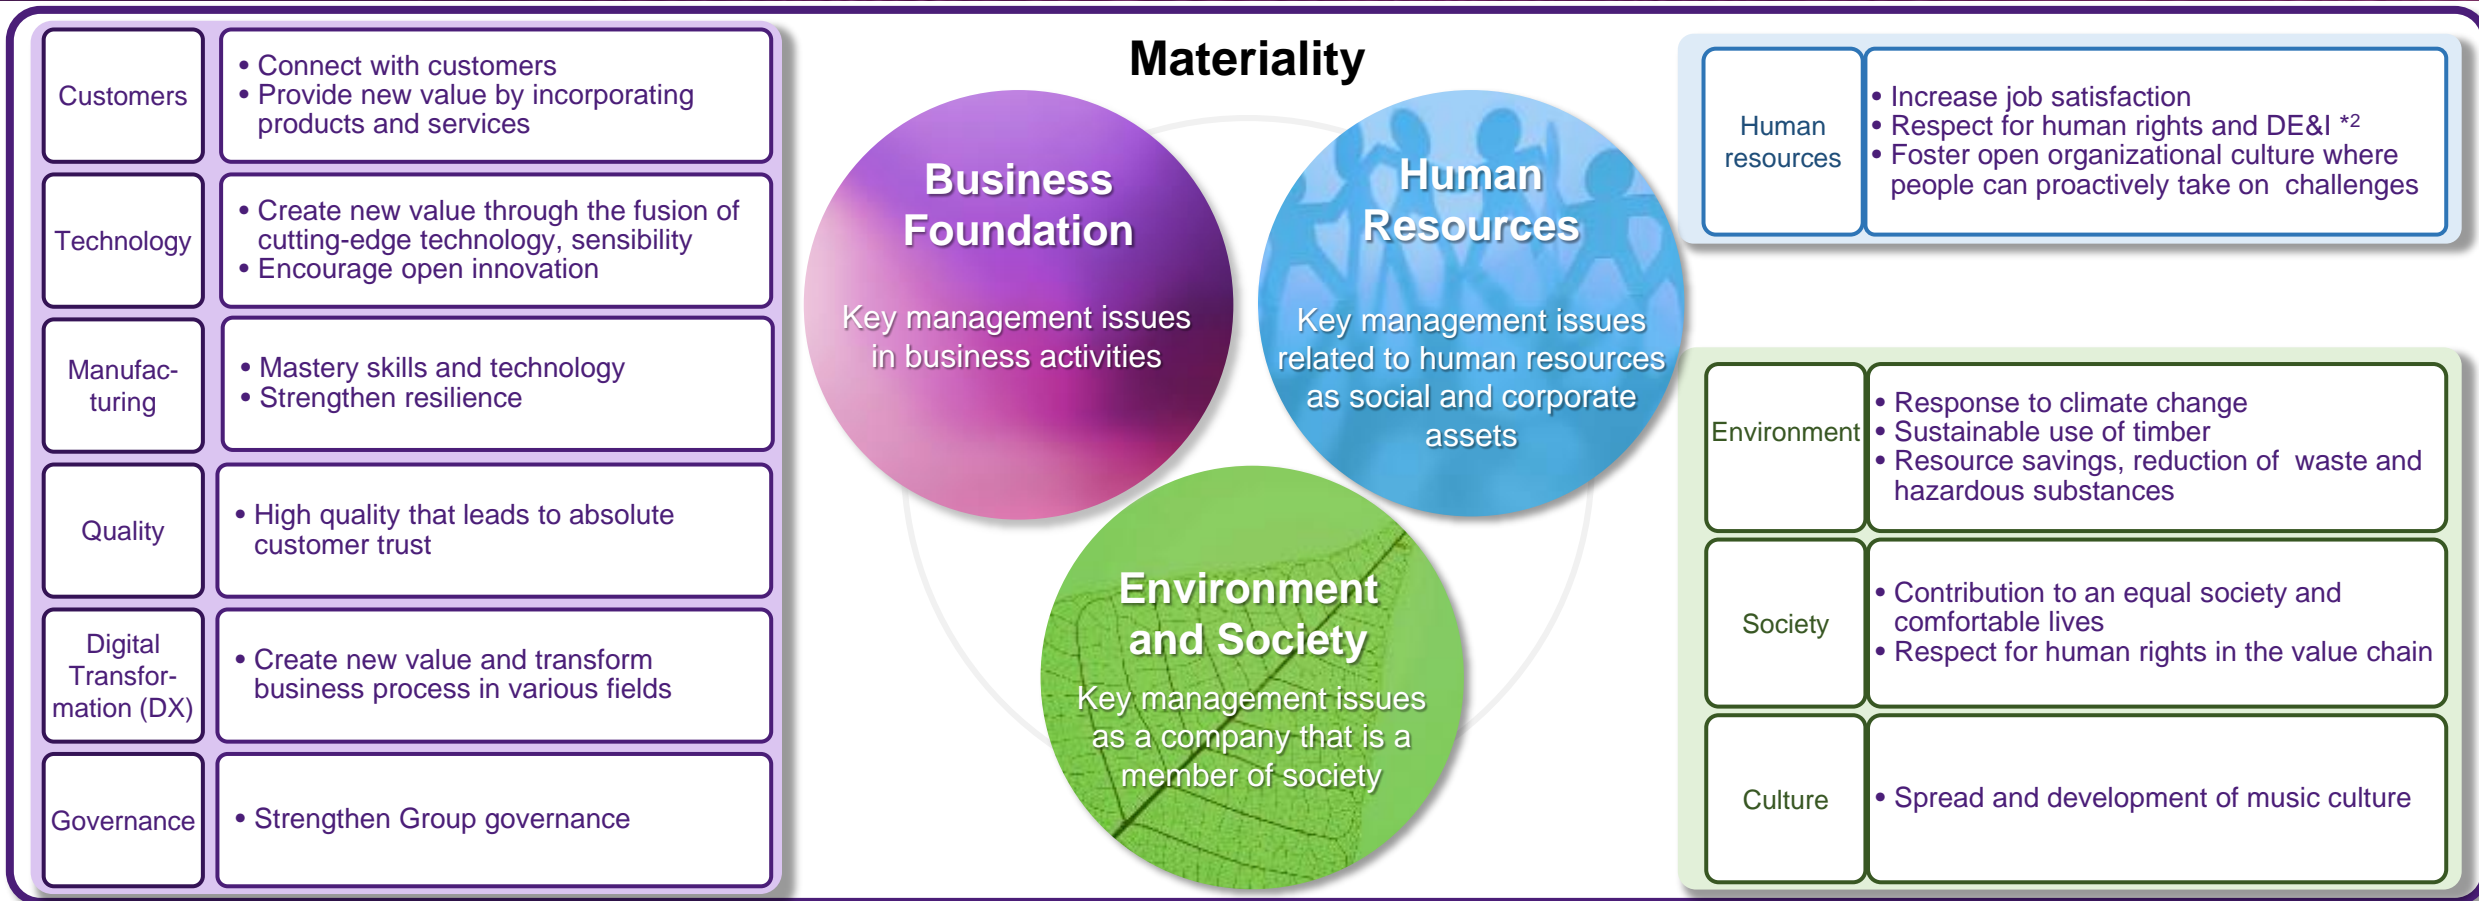 Materiality
Customers
• Connect with customers
• Provide new value by incorporating
products and services
Technology
• Create new value through the fusion of
cutting-edge technology, sensibility
• Encourage open innovation
Manufac-
turing
• Mastery skills and technology
• Strengthen resilience
Quality
• High quality that leads to absolute
customer trust
Digital
Transfor-
mation (DX)
• Create new value and transform
business process in various fields
Governance
• Strengthen Group governance
Business
Foundation
Key management issues
in business activities
Human
Resources
Key management issues
related to human resources
as social and corporate
assets
Environment
and Society
Key management issues
as a company that is a
member of society
Human
resources
• Increase job satisfaction
• Respect for human rights and DE&I *2
• Foster open organizational culture where
people can proactively take on challenges
Environment
• Response to climate change
• Sustainable use of timber
• Resource savings, reduction of waste and
hazardous substances
Society
• Contribution to an equal society and
comfortable lives
• Respect for human rights in the value chain
Culture
• Spread and development of music culture